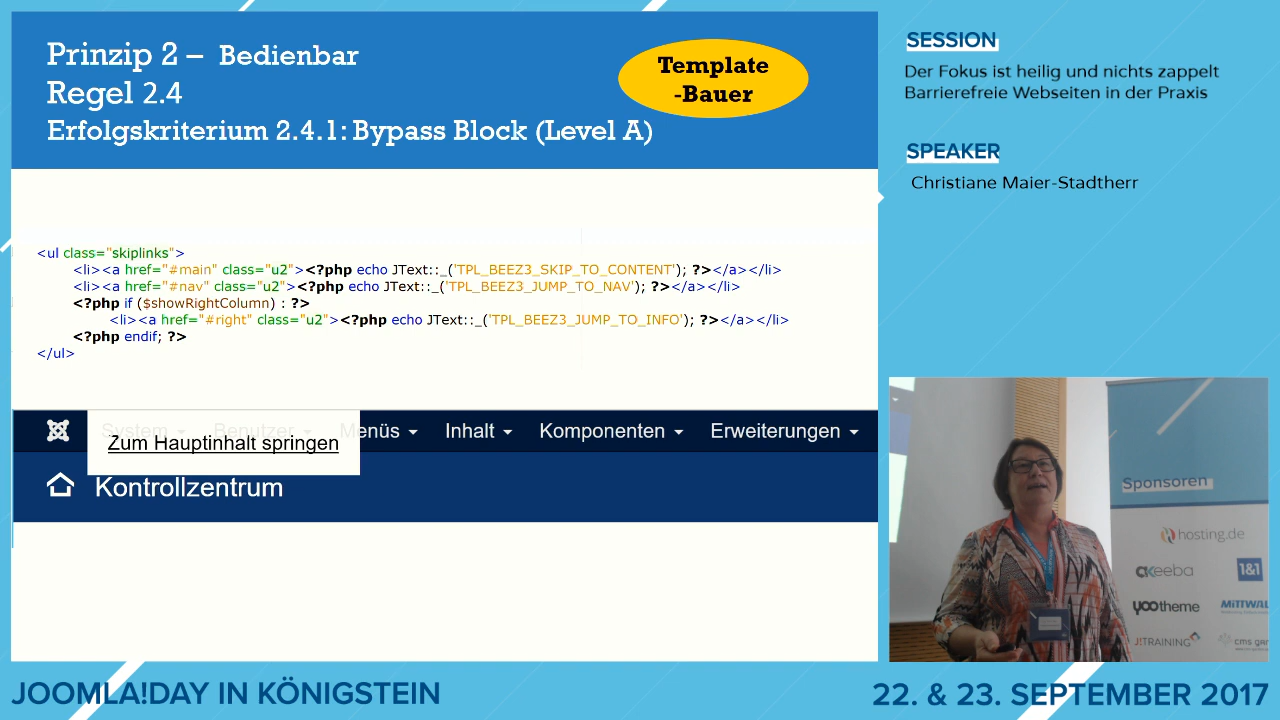 Prinzip 2 – Bedienbar
Regel 2.4
Erfolgskriterium 2.4.1: Bypass Block (Level A)
Template
-Bauer
<ul class="skiplinks">
<li><a href="#main" class="u2"><?php echo JText::_('TPL_BEEZ3_SKIP_TO_CONTENT'); ?></a></li>
<li><a href="#nav" class="u2"><?php echo JText::_('TPL_BEEZ3_JUMP_TO_NAV'); ?></a></li>
<?php if ($showRightColumn) : ?>
<li><a href="#right" class="u2"><?php echo JText::_('TPL_BEEZ3_JUMP_TO_INFO'); ?></a></li>
<?php endif; ?>
</ul>
System Benutzer Menüs Inhalt Komponenten Erweiterungen
Zum Hauptinhalt springen
Kontrollzentrum
SESSION
Der Fokus ist heilig und nichts zappelt
Barrierefreie Webseiten in der Praxis
SPEAKER
Christiane Maier-Stadtherr
Sponsoren
hosting.de
akeeba 1&1
yootheme
J!TRAINING
JOOMLA!DAY IN KÖNIGSTEIN
22. & 23. SEPTEMBER 2017